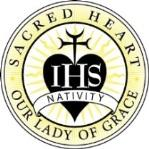 SACRED HEART
IHS
NATIVITY
OUR LADY OF GRACE